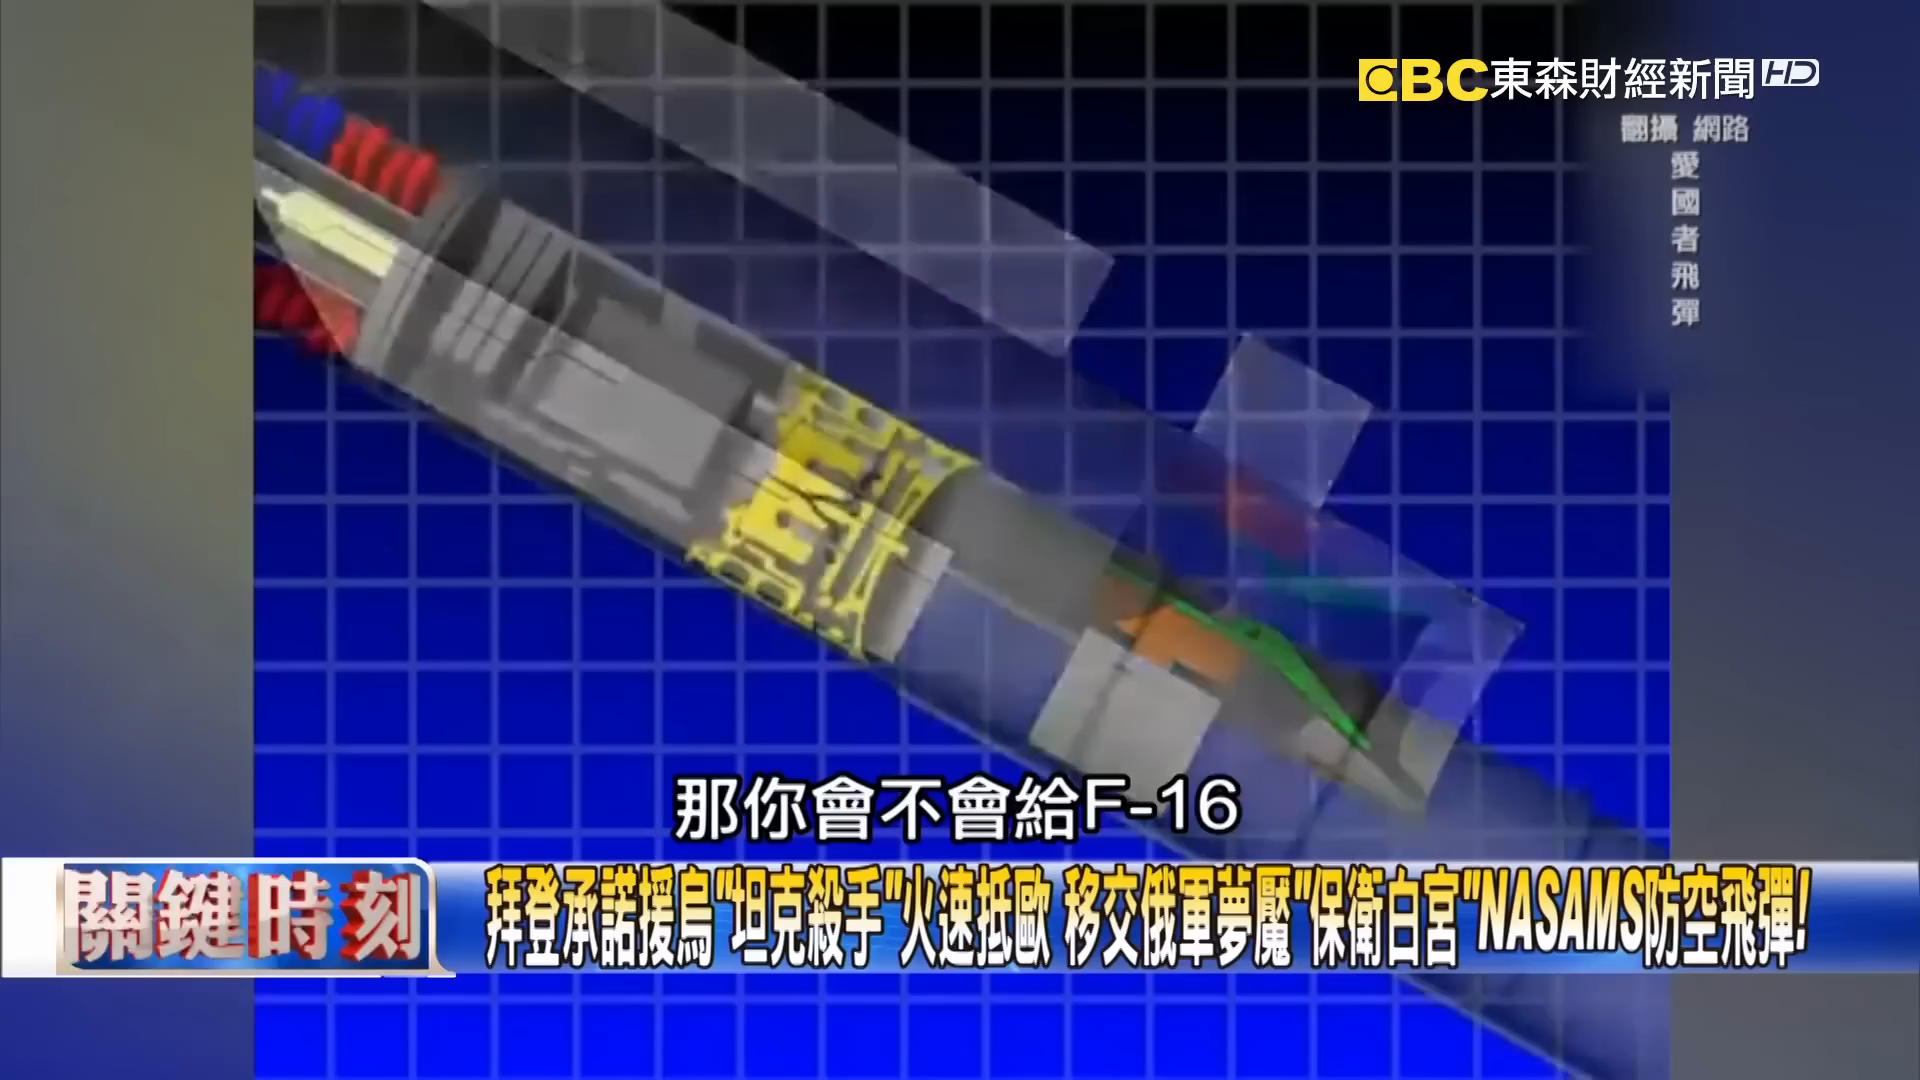 EBC東森財經新聞HD
翻攝 網路
愛國者飛彈
那你會不會給F-16
關鍵時刻
拜登承諾援烏"坦克殺手"火速抵歐 移交俄軍夢魘"保衛白宮"NASAMS防空飛彈!